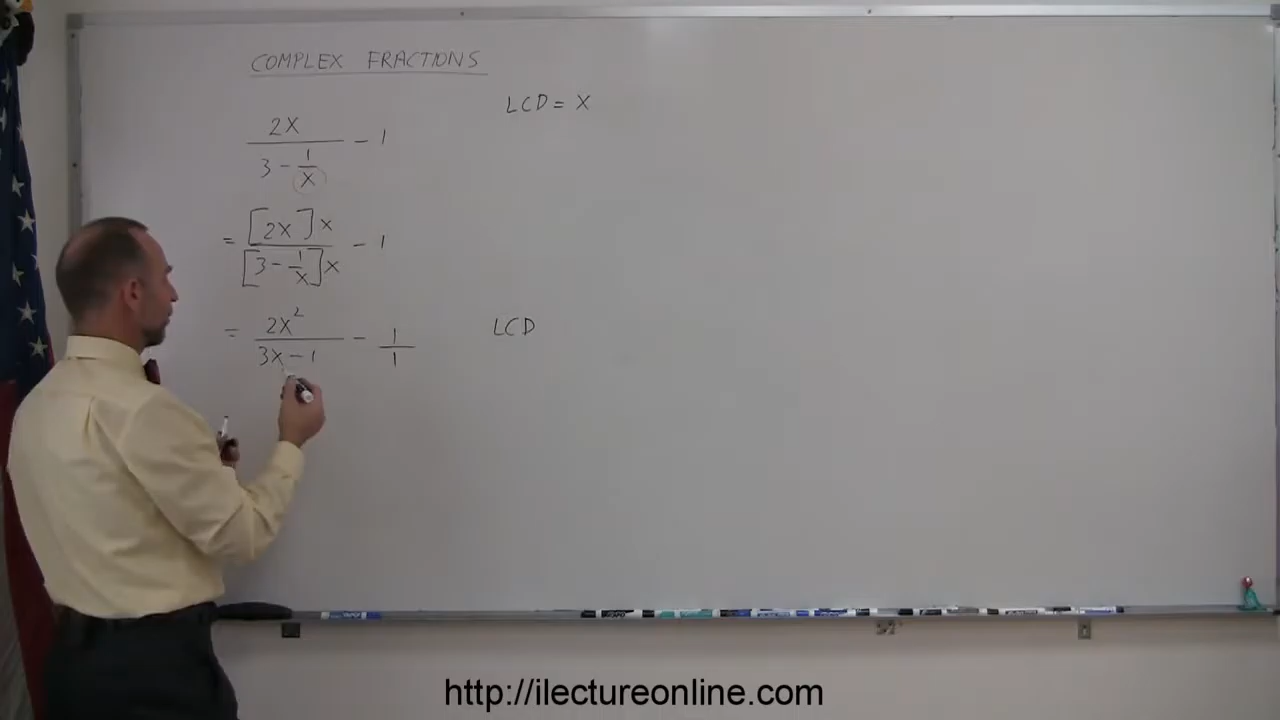 COMPLEX FRACTIONS
LCD = X
2X / (3 - 1/X) - 1
= [2X]X / [3 - 1/X]X - 1
= 2X² / (3X - 1) - 1/1
LCD
http://ilectureonline.com